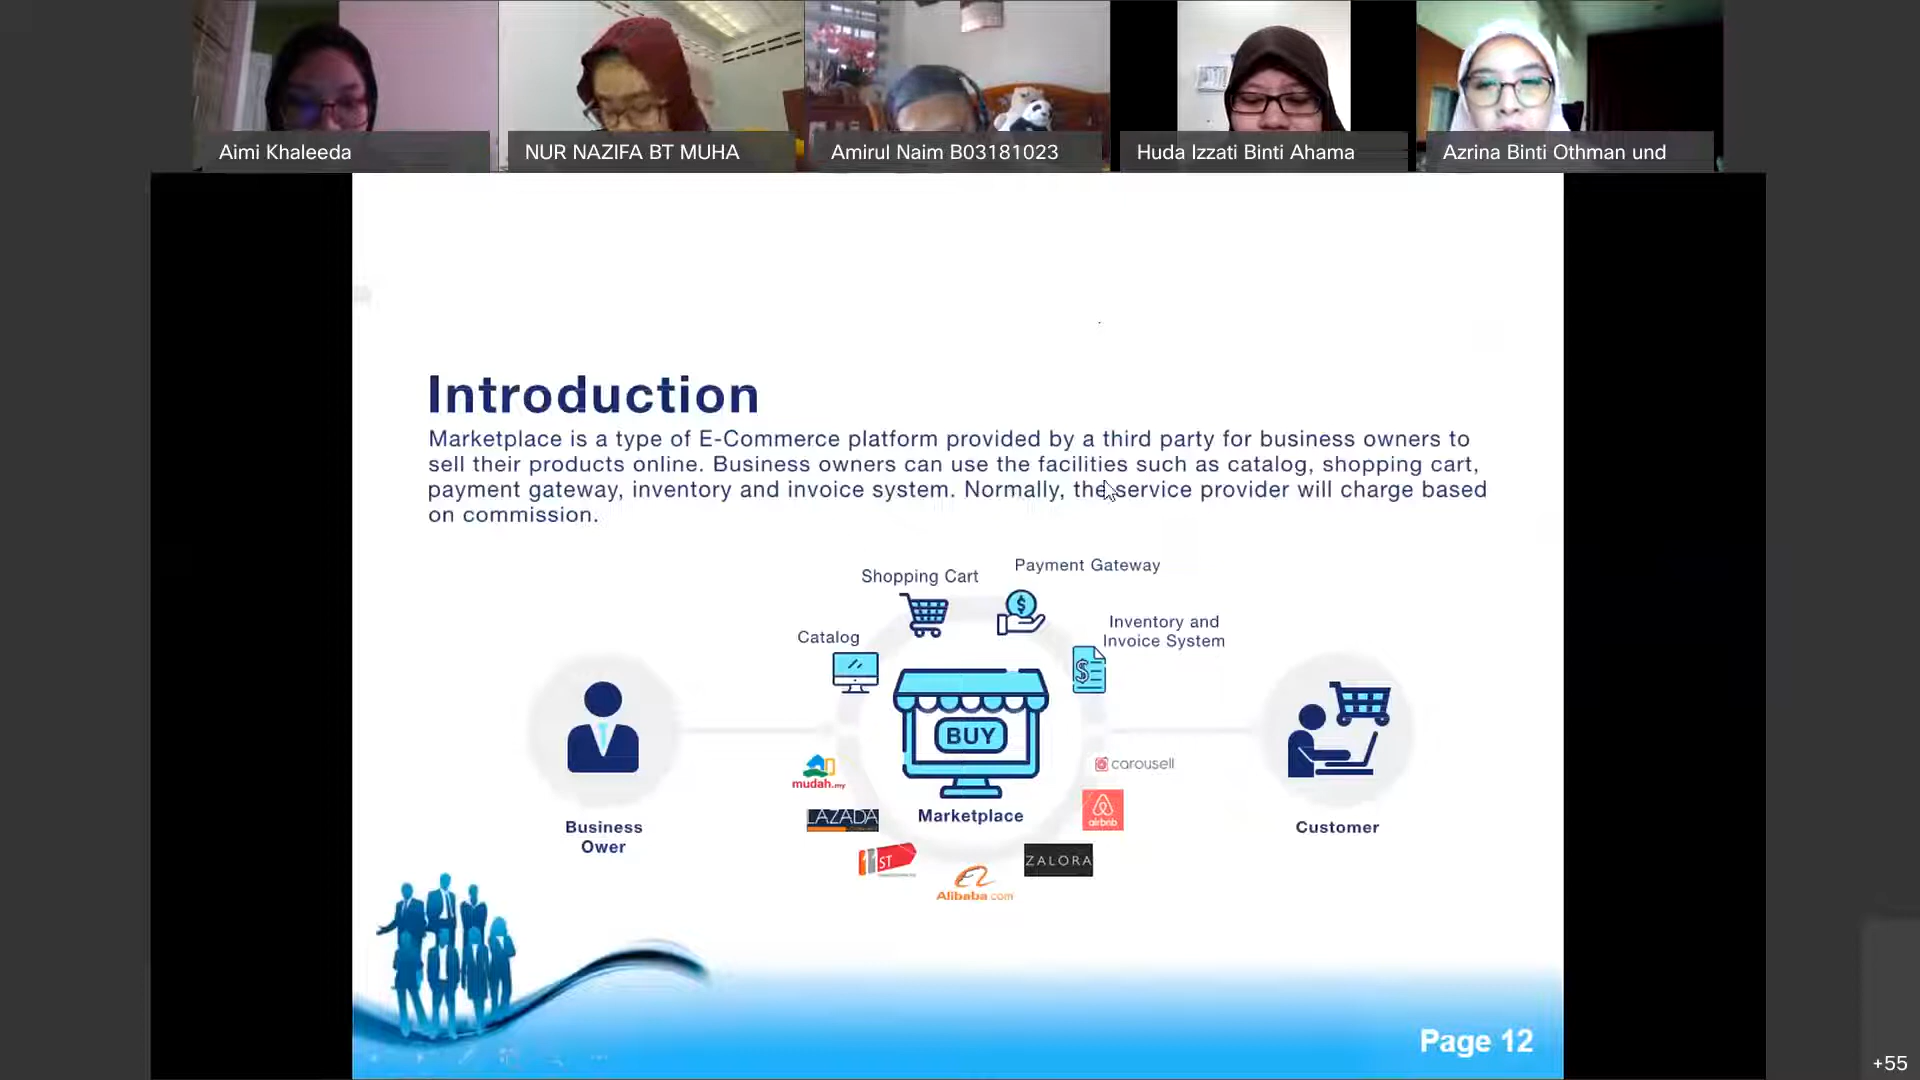 Aimi Khaleeda
NUR NAZIFA BT MUHA
Amirul Naim B03181023
Huda Izzati Binti Ahama
Azrina Binti Othman und
Introduction
Marketplace is a type of E-Commerce platform provided by a third party for business owners to
sell their products online. Business owners can use the facilities such as catalog, shopping cart,
payment gateway, inventory and invoice system. Normally, the service provider will charge based
on commission.
Payment Gateway
Shopping Cart
Inventory and
Invoice System
Catalog
BUY
mudah.my
carousell
LAZADA
Marketplace
airbnb
Business
Ower
Customer
11ST
ZALORA
Alibaba.com
Page 12
+55